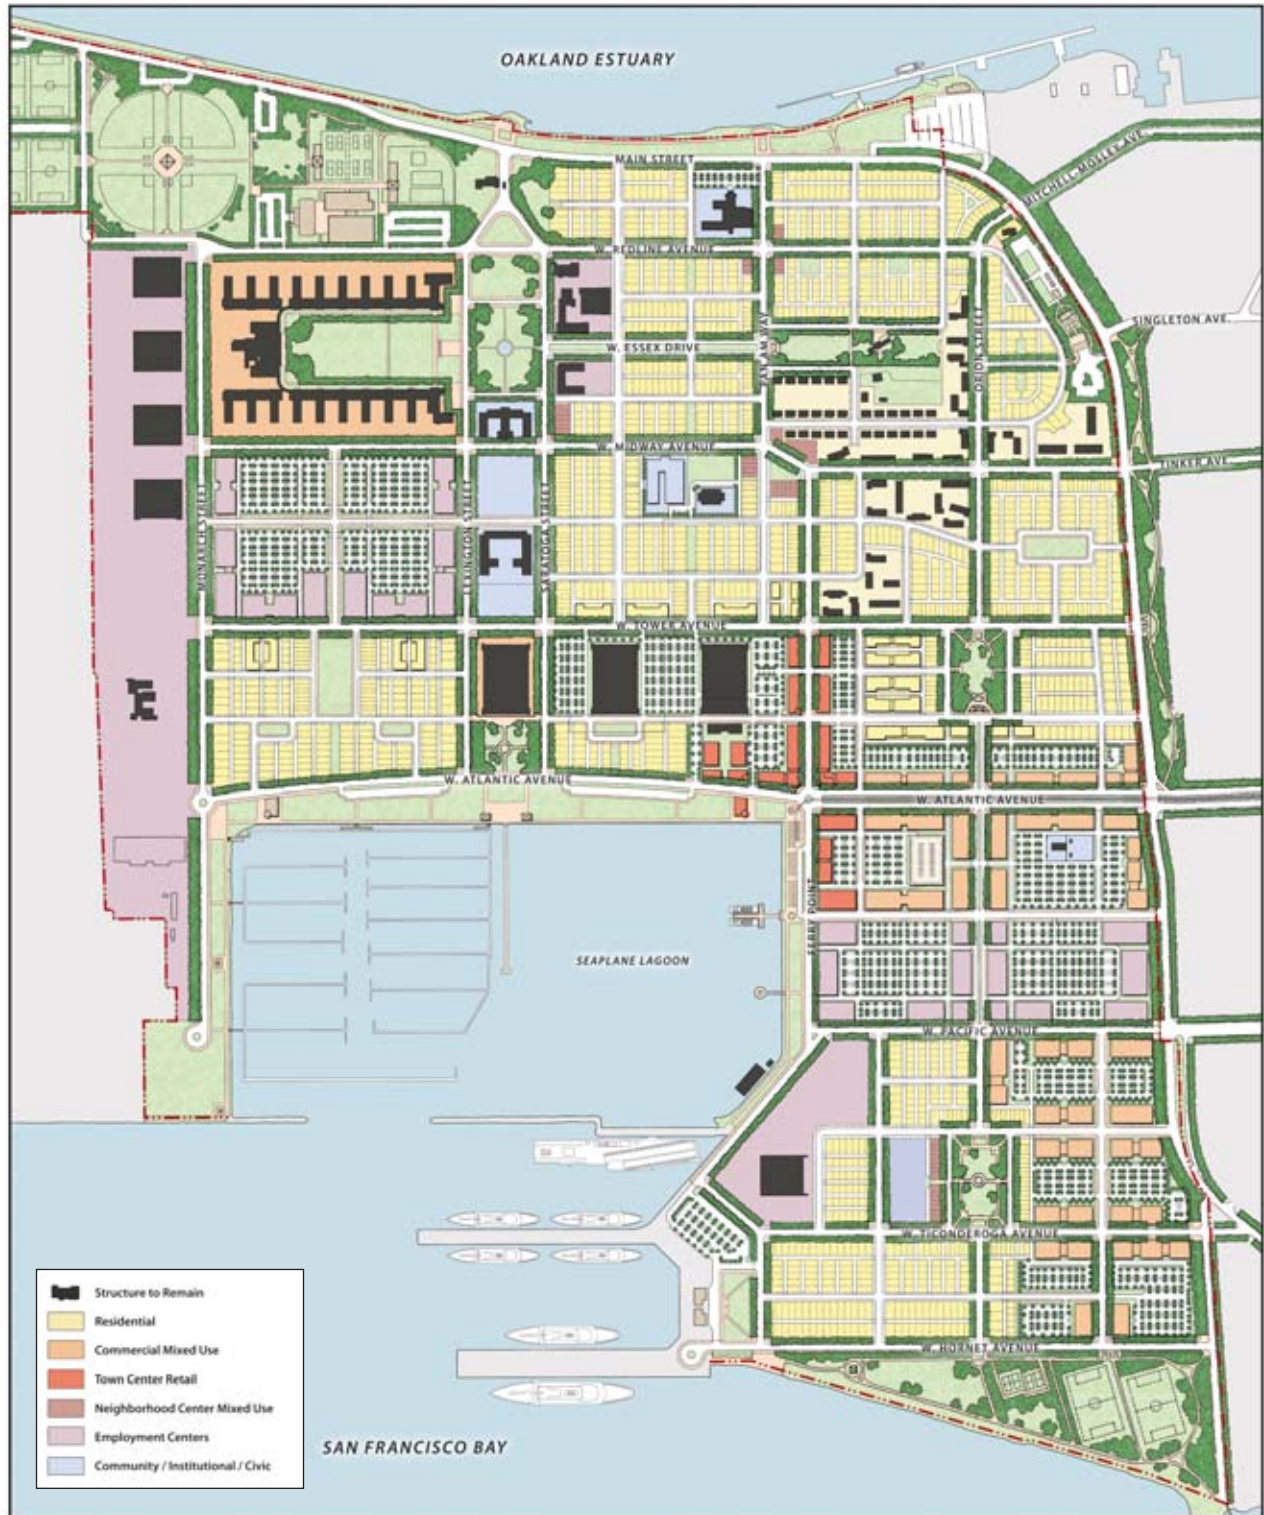 OAKLAND ESTUARY
MAIN STREET
MITCHELL-MOSLEY AVE.
W. REDLINE AVENUE
SINGLETON AVE.
W. ESSEX DRIVE
PAN AM WAY
ORION STREET
W. MIDWAY AVENUE
TINKER AVE.
MONARCH STREET
LEXINGTON STREET
SARATOGA STREET
W. TOWER AVENUE
W. ATLANTIC AVENUE
W. ATLANTIC AVENUE
FERRY POINT
SEAPLANE LAGOON
W. PACIFIC AVENUE
W. TICONDEROGA AVENUE
W. HORNET AVENUE
Structure to Remain
Residential
Commercial Mixed Use
Town Center Retail
Neighborhood Center Mixed Use
Employment Centers
Community / Institutional / Civic
SAN FRANCISCO BAY